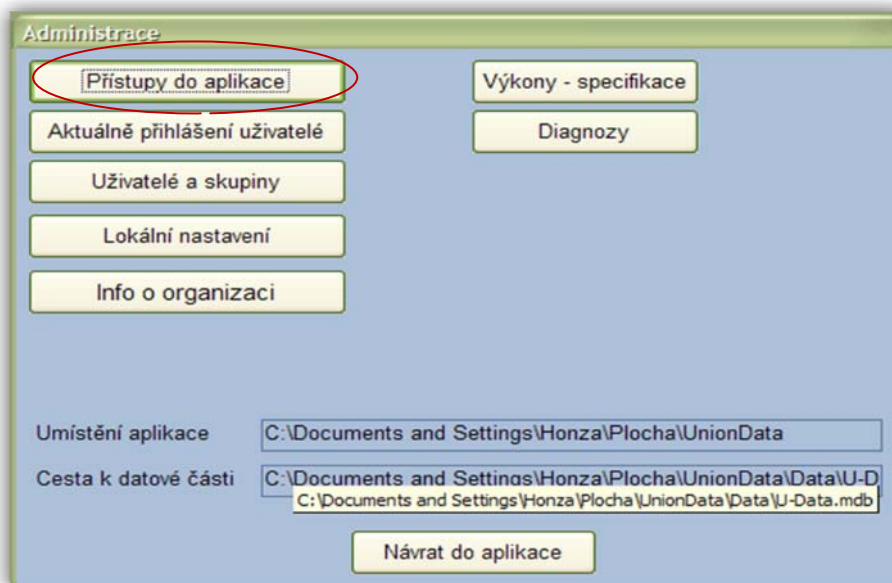 Administrace
Přístupy do aplikace
Výkony - specifikace
Aktuálně přihlášení uživatelé
Diagnozy
Uživatelé a skupiny
Lokální nastavení
Info o organizaci
Umístění aplikace C:\Documents and Settings\Honza\Plocha\UnionData
Cesta k datové části C:\Documents and Settings\Honza\Plocha\UnionData\Data\U-D
C:\Documents and Settings\Honza\Plocha\UnionData\Data\U-Data.mdb
Návrat do aplikace